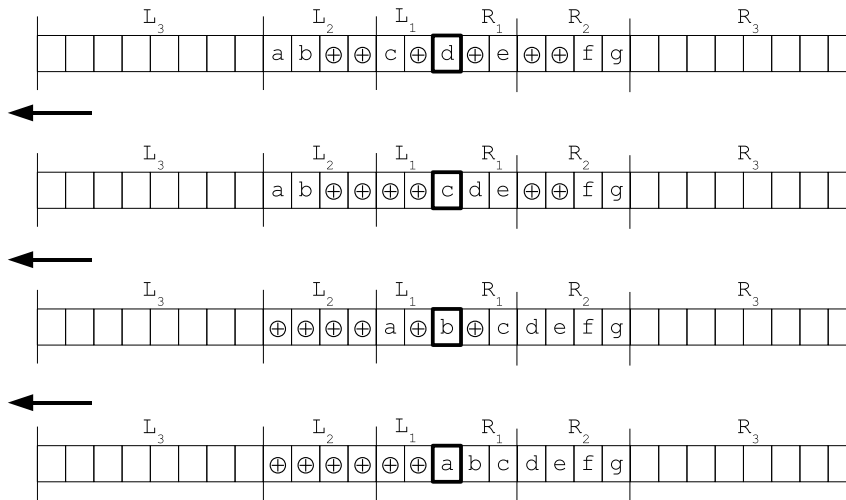 L₃ L₂ L₁ R₁ R₂ R₃
a b ⊕ ⊕ c ⊕ d ⊕ e ⊕ ⊕ f g
L₃ L₂ L₁ R₁ R₂ R₃
a b ⊕ ⊕ ⊕ ⊕ c d e ⊕ ⊕ f g
L₃ L₂ L₁ R₁ R₂ R₃
⊕ ⊕ ⊕ ⊕ a ⊕ b ⊕ c d e f g
L₃ L₂ L₁ R₁ R₂ R₃
⊕ ⊕ ⊕ ⊕ ⊕ ⊕ a b c d e f g